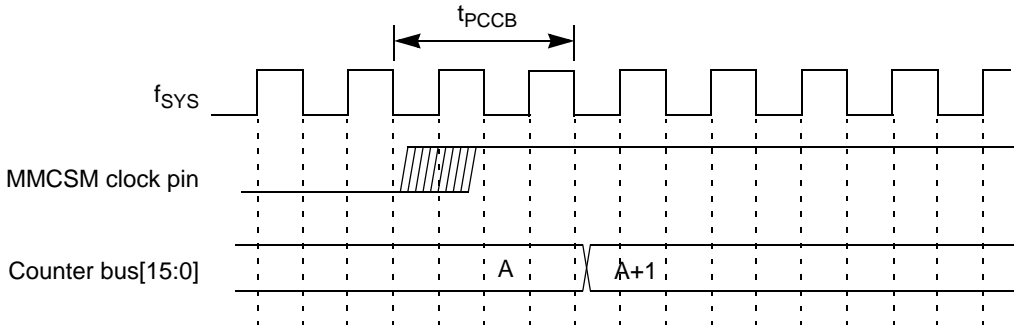 tPCCB
fSYS
MMCSM clock pin
Counter bus[15:0]
A
A+1